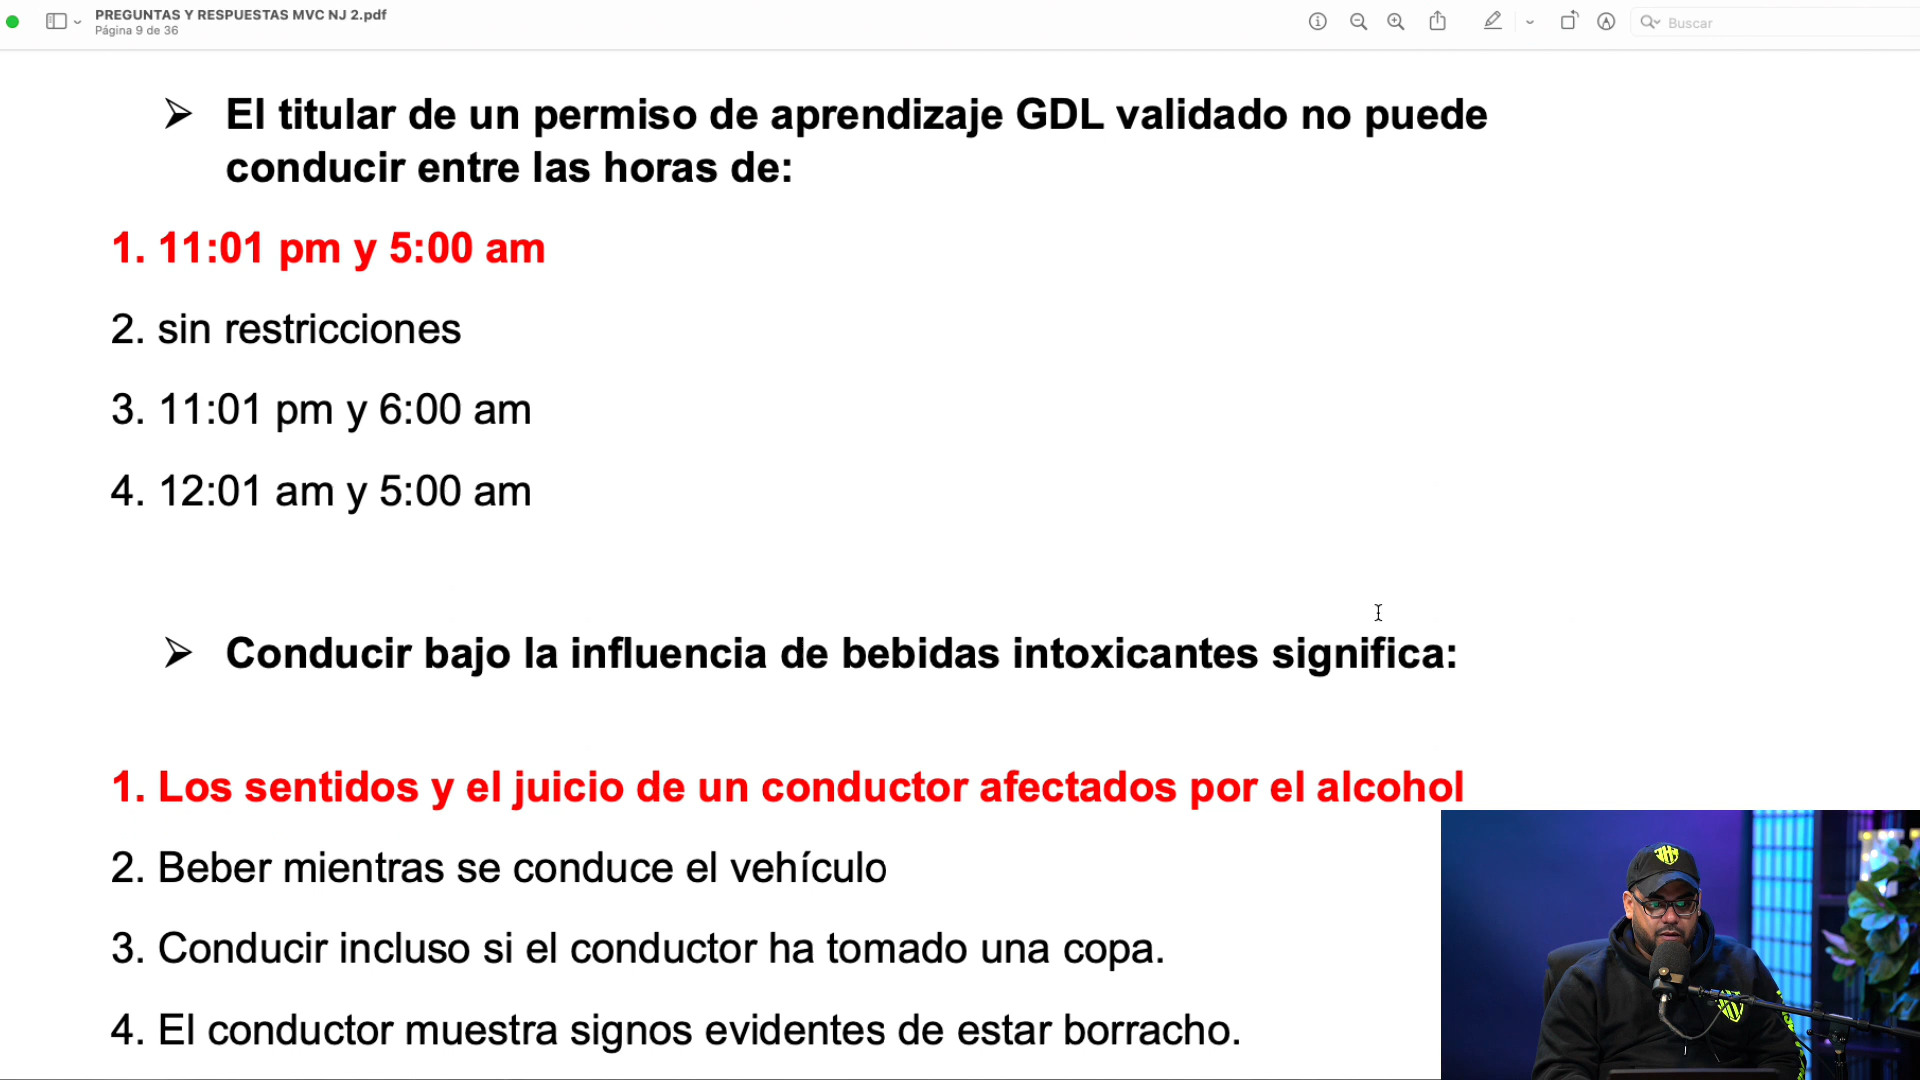 PREGUNTAS Y RESPUESTAS MVC NJ 2.pdf
Página 9 de 36
Buscar
➢ El titular de un permiso de aprendizaje GDL validado no puede
conducir entre las horas de:
1. 11:01 pm y 5:00 am
2. sin restricciones
3. 11:01 pm y 6:00 am
4. 12:01 am y 5:00 am
➢ Conducir bajo la influencia de bebidas intoxicantes significa:
1. Los sentidos y el juicio de un conductor afectados por el alcohol
2. Beber mientras se conduce el vehículo
3. Conducir incluso si el conductor ha tomado una copa.
4. El conductor muestra signos evidentes de estar borracho.